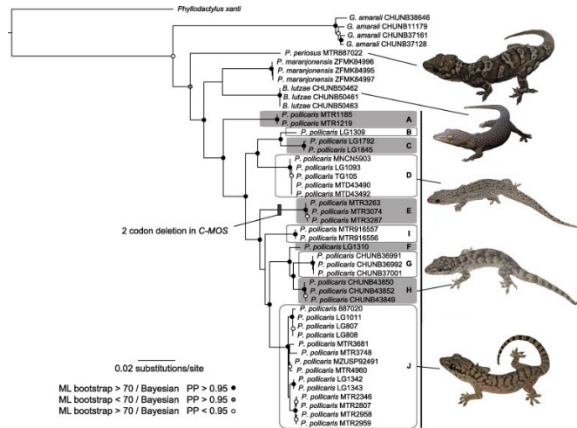 Phyllodactylus xanti
G. amarali CHUNB38646
G. amarali CHUNB11179
G. amarali CHUNB37161
G. amarali CHUNB37128
P. periosus MTR887022
P. maranjonensis ZFMK84996
P. maranjonensis ZFMK84995
P. maranjonensis ZFMK84997
B. lutzae CHUNB50462
B. lutzae CHUNB50461
B. lutzae CHUNB50463
P. pollicaris MTR1185
A
P. pollicaris MTR1219
P. pollicaris LG1309
B
P. pollicaris LG1792
C
P. pollicaris LG1845
P. pollicaris MNCN5903
P. pollicaris LG1093
P. pollicaris TG105
D
P. pollicaris MTD43490
P. pollicaris MTD43492
P. pollicaris MTR3263
P. pollicaris MTR3074
E
P. pollicaris MTR3287
2 codon deletion in C-MOS
P. pollicaris MTR916557
I
P. pollicaris MTR916556
P. pollicaris LG1310
F
P. pollicaris CHUNB36991
P. pollicaris CHUNB36992
G
P. pollicaris CHUNB37001
P. pollicaris CHUNB43850
P. pollicaris CHUNB43852
H
P. pollicaris CHUNB43849
P. pollicaris 887020
P. pollicaris LG1011
P. pollicaris LG807
P. pollicaris LG808
P. pollicaris MTR3681
P. pollicaris MTR3748
P. pollicaris MZUSP92491
P. pollicaris MTR4960
J
P. pollicaris LG1342
P. pollicaris LG1343
P. pollicaris MTR2346
P. pollicaris MTR2807
P. pollicaris MTR2958
P. pollicaris MTR2959
0.02 substitutions/site
ML bootstrap > 70 / Bayesian PP > 0.95
ML bootstrap < 70 / Bayesian PP > 0.95
ML bootstrap > 70 / Bayesian PP < 0.95